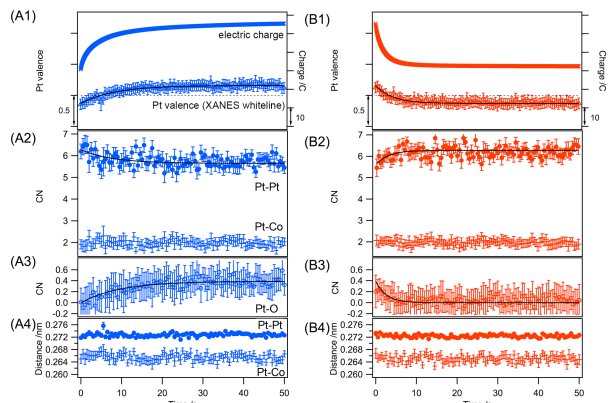 (A1)
(B1)
electric charge
Pt valence
Charge /C
Pt valence
Charge /C
Pt valence (XANES whiteline)
0.5
10
0.5
10
(A2)
7
6
5
4
3
2
CN
Pt-Pt
Pt-Co
(B2)
7
6
5
4
3
2
CN
(A3)
0.6
0.4
0.2
0.0
-0.2
CN
Pt-O
(B3)
0.6
0.4
0.2
0.0
-0.2
CN
(A4)
0.276
0.272
0.268
0.264
0.260
Distance /nm
Pt-Pt
Pt-Co
0 10 20 30 40 50
(B4)
0.276
0.272
0.268
0.264
0.260
Distance /nm
0 10 20 30 40 50